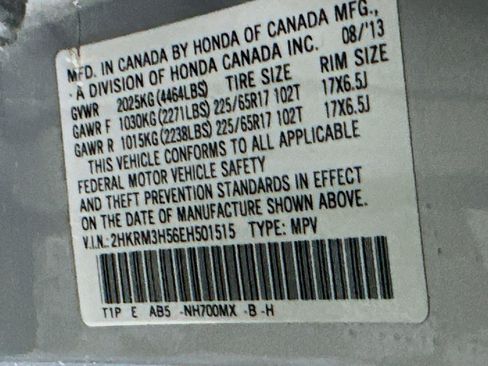 MFD. IN CANADA BY HONDA OF CANADA MFG.,
· A DIVISION OF HONDA CANADA INC. 08/'13
GVWR 2025KG (4464LBS) TIRE SIZE RIM SIZE
GAWR F 1030KG (2271LBS) 225/65R17 102T 17X6.5J
GAWR R 1015KG (2238LBS) 225/65R17 102T 17X6.5J
THIS VEHICLE CONFORMS TO ALL APPLICABLE
FEDERAL MOTOR VEHICLE SAFETY
AND THEFT PREVENTION STANDARDS IN EFFECT
ON THE DATE OF MANUFACTURE SHOWN ABOVE.
V.I.N.:2HKRM3H56EH501515 TYPE: MPV
TIP E AB5 -NH700MX -B -H